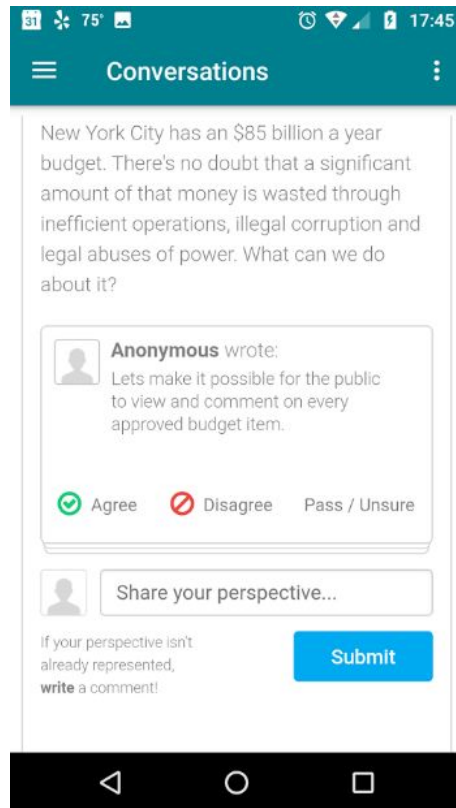 31 75° 17:45
Conversations
New York City has an $85 billion a year
budget. There's no doubt that a significant
amount of that money is wasted through
inefficient operations, illegal corruption and
legal abuses of power. What can we do
about it?
Anonymous wrote:
Lets make it possible for the public
to view and comment on every
approved budget item.
Agree Disagree Pass / Unsure
Share your perspective...
If your perspective isn't
already represented,
write a comment!
Submit